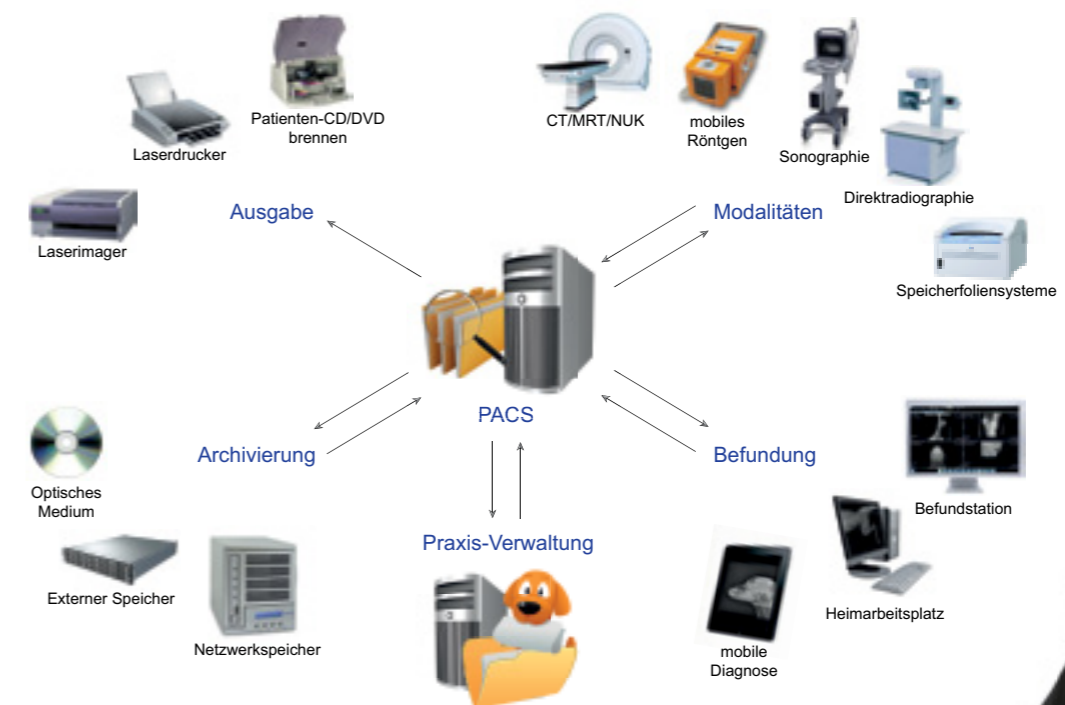 Patienten-CD/DVD
brennen
Laserdrucker
CT/MRT/NUK
mobiles
Röntgen
Sonographie
Direktradiographie
Ausgabe
Modalitäten
Laserimager
Speicherfoliensysteme
PACS
Archivierung
Befundung
Optisches
Medium
Befundstation
Praxis-Verwaltung
Externer Speicher
Heimarbeitsplatz
Netzwerkspeicher
mobile
Diagnose